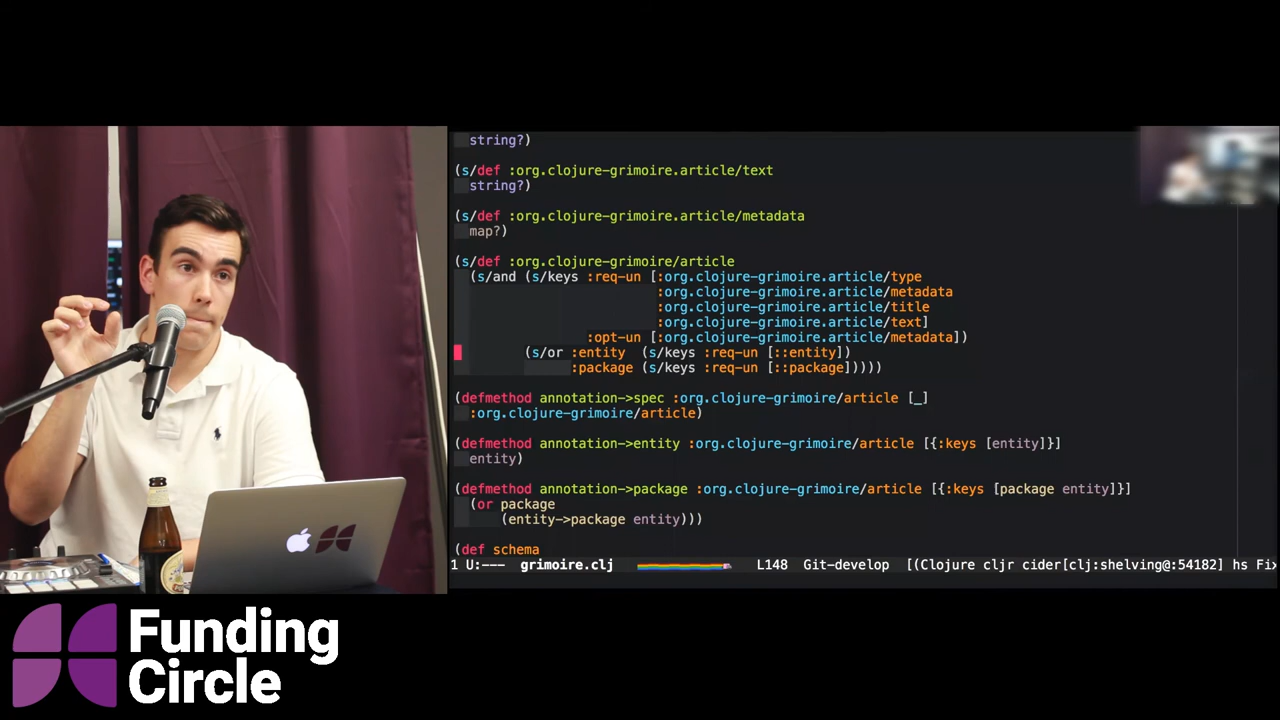 string?)
(s/def :org.clojure-grimoire.article/text
string?)
(s/def :org.clojure-grimoire.article/metadata
map?)
(s/def :org.clojure-grimoire/article
(s/and (s/keys :req-un [:org.clojure-grimoire.article/type
:org.clojure-grimoire.article/metadata
:org.clojure-grimoire.article/title
:org.clojure-grimoire.article/text]
:opt-un [:org.clojure-grimoire.article/metadata])
(s/or :entity (s/keys :req-un [::entity])
:package (s/keys :req-un [::package]))))
(defmethod annotation->spec :org.clojure-grimoire/article [_]
:org.clojure-grimoire/article)
(defmethod annotation->entity :org.clojure-grimoire/article [{:keys [entity]}]
entity)
(defmethod annotation->package :org.clojure-grimoire/article [{:keys [package entity]}]
(or package
(entity->package entity)))
(def schema
1 U:--- grimoire.clj L148 Git-develop [(Clojure cljr cider[clj:shelving@:54182] hs Fix
Funding
Circle